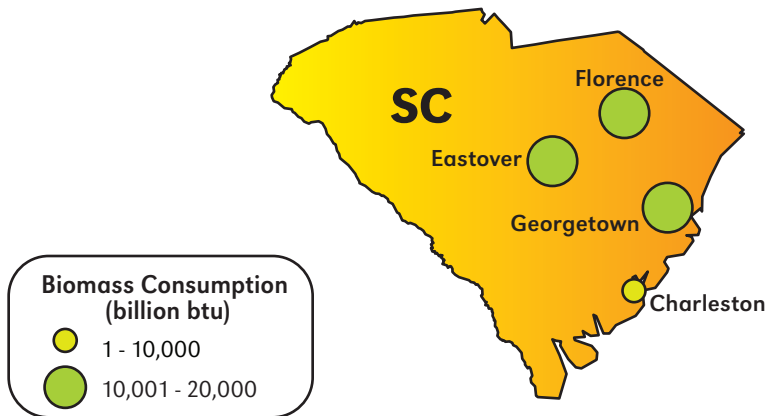 SC
Florence
Eastover
Georgetown
Charleston
Biomass Consumption
(billion btu)
1 - 10,000
10,001 - 20,000